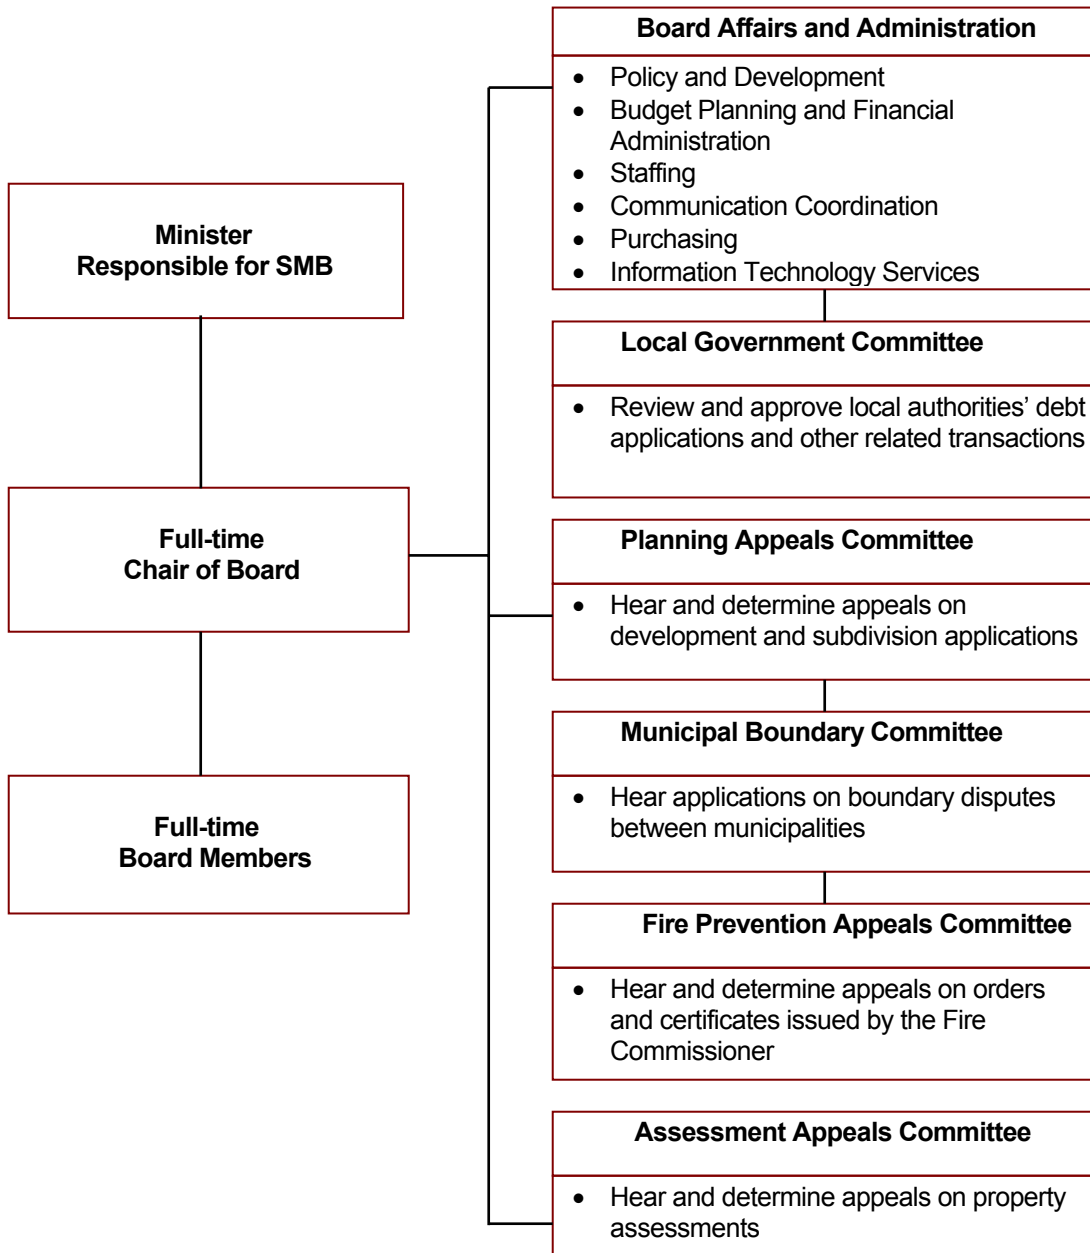 Minister
Responsible for SMB
Full-time
Chair of Board
Full-time
Board Members
Board Affairs and Administration
• Policy and Development
• Budget Planning and Financial
Administration
• Staffing
• Communication Coordination
• Purchasing
• Information Technology Services
Local Government Committee
• Review and approve local authorities’ debt
applications and other related transactions
Planning Appeals Committee
• Hear and determine appeals on
development and subdivision applications
Municipal Boundary Committee
• Hear applications on boundary disputes
between municipalities
Fire Prevention Appeals Committee
• Hear and determine appeals on orders
and certificates issued by the Fire
Commissioner
Assessment Appeals Committee
• Hear and determine appeals on property
assessments